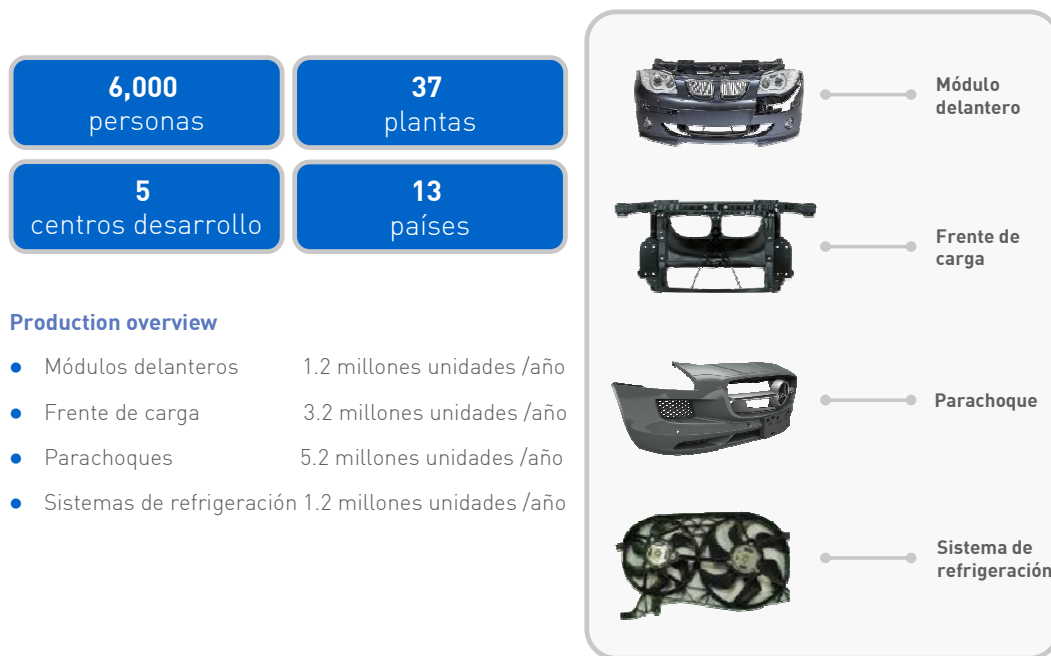 6,000
personas
37
plantas
5
centros desarrollo
13
países
Production overview
● Módulos delanteros 1.2 millones unidades /año
● Frente de carga 3.2 millones unidades /año
● Parachoques 5.2 millones unidades /año
● Sistemas de refrigeración 1.2 millones unidades /año
Módulo
delantero
Frente de
carga
Parachoque
Sistema de
refrigeración